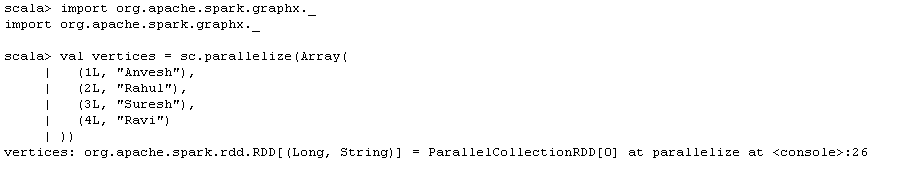 scala> import org.apache.spark.graphx._
import org.apache.spark.graphx._
scala> val vertices = sc.parallelize(Array(
     |   (1L, "Anvesh"),
     |   (2L, "Rahul"),
     |   (3L, "Suresh"),
     |   (4L, "Ravi")
     | ))
vertices: org.apache.spark.rdd.RDD[(Long, String)] = ParallelCollectionRDD[0] at parallelize at <console>:26